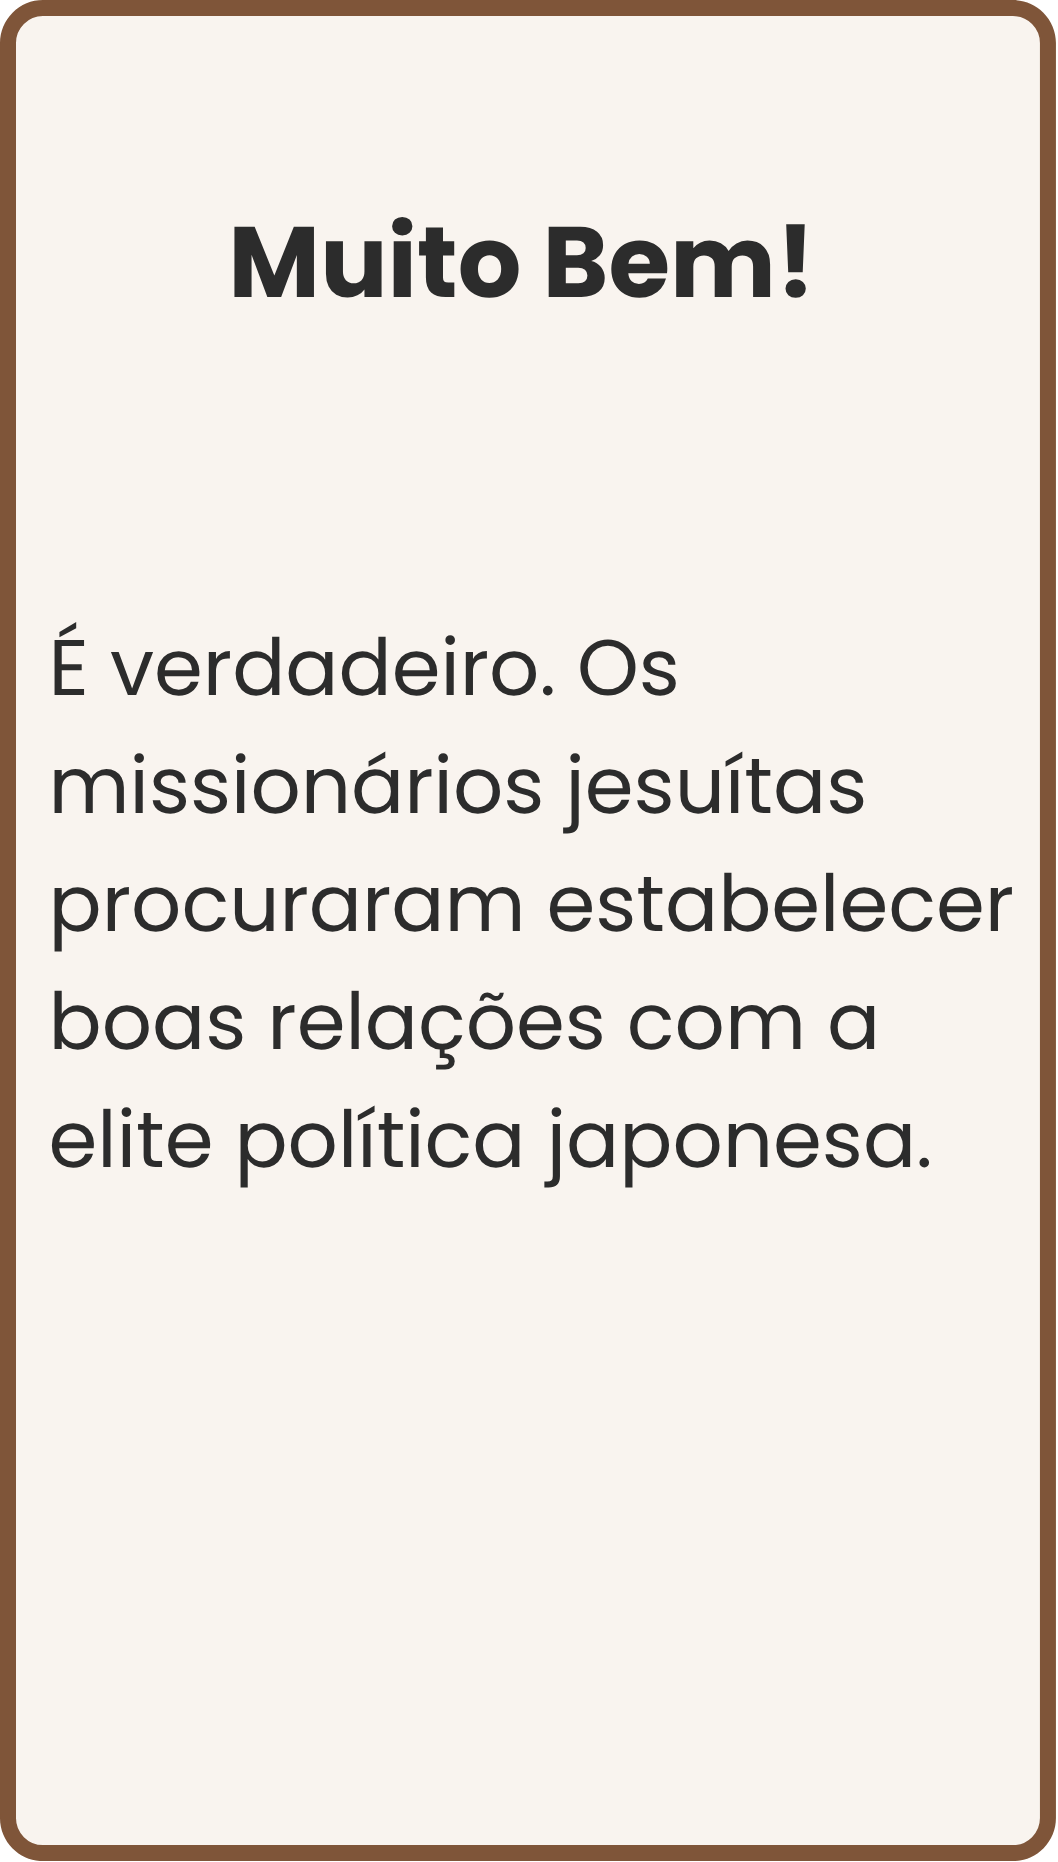 Muito Bem!
É verdadeiro. Os
missionários jesuítas
procuraram estabelecer
boas relações com a
elite política japonesa.